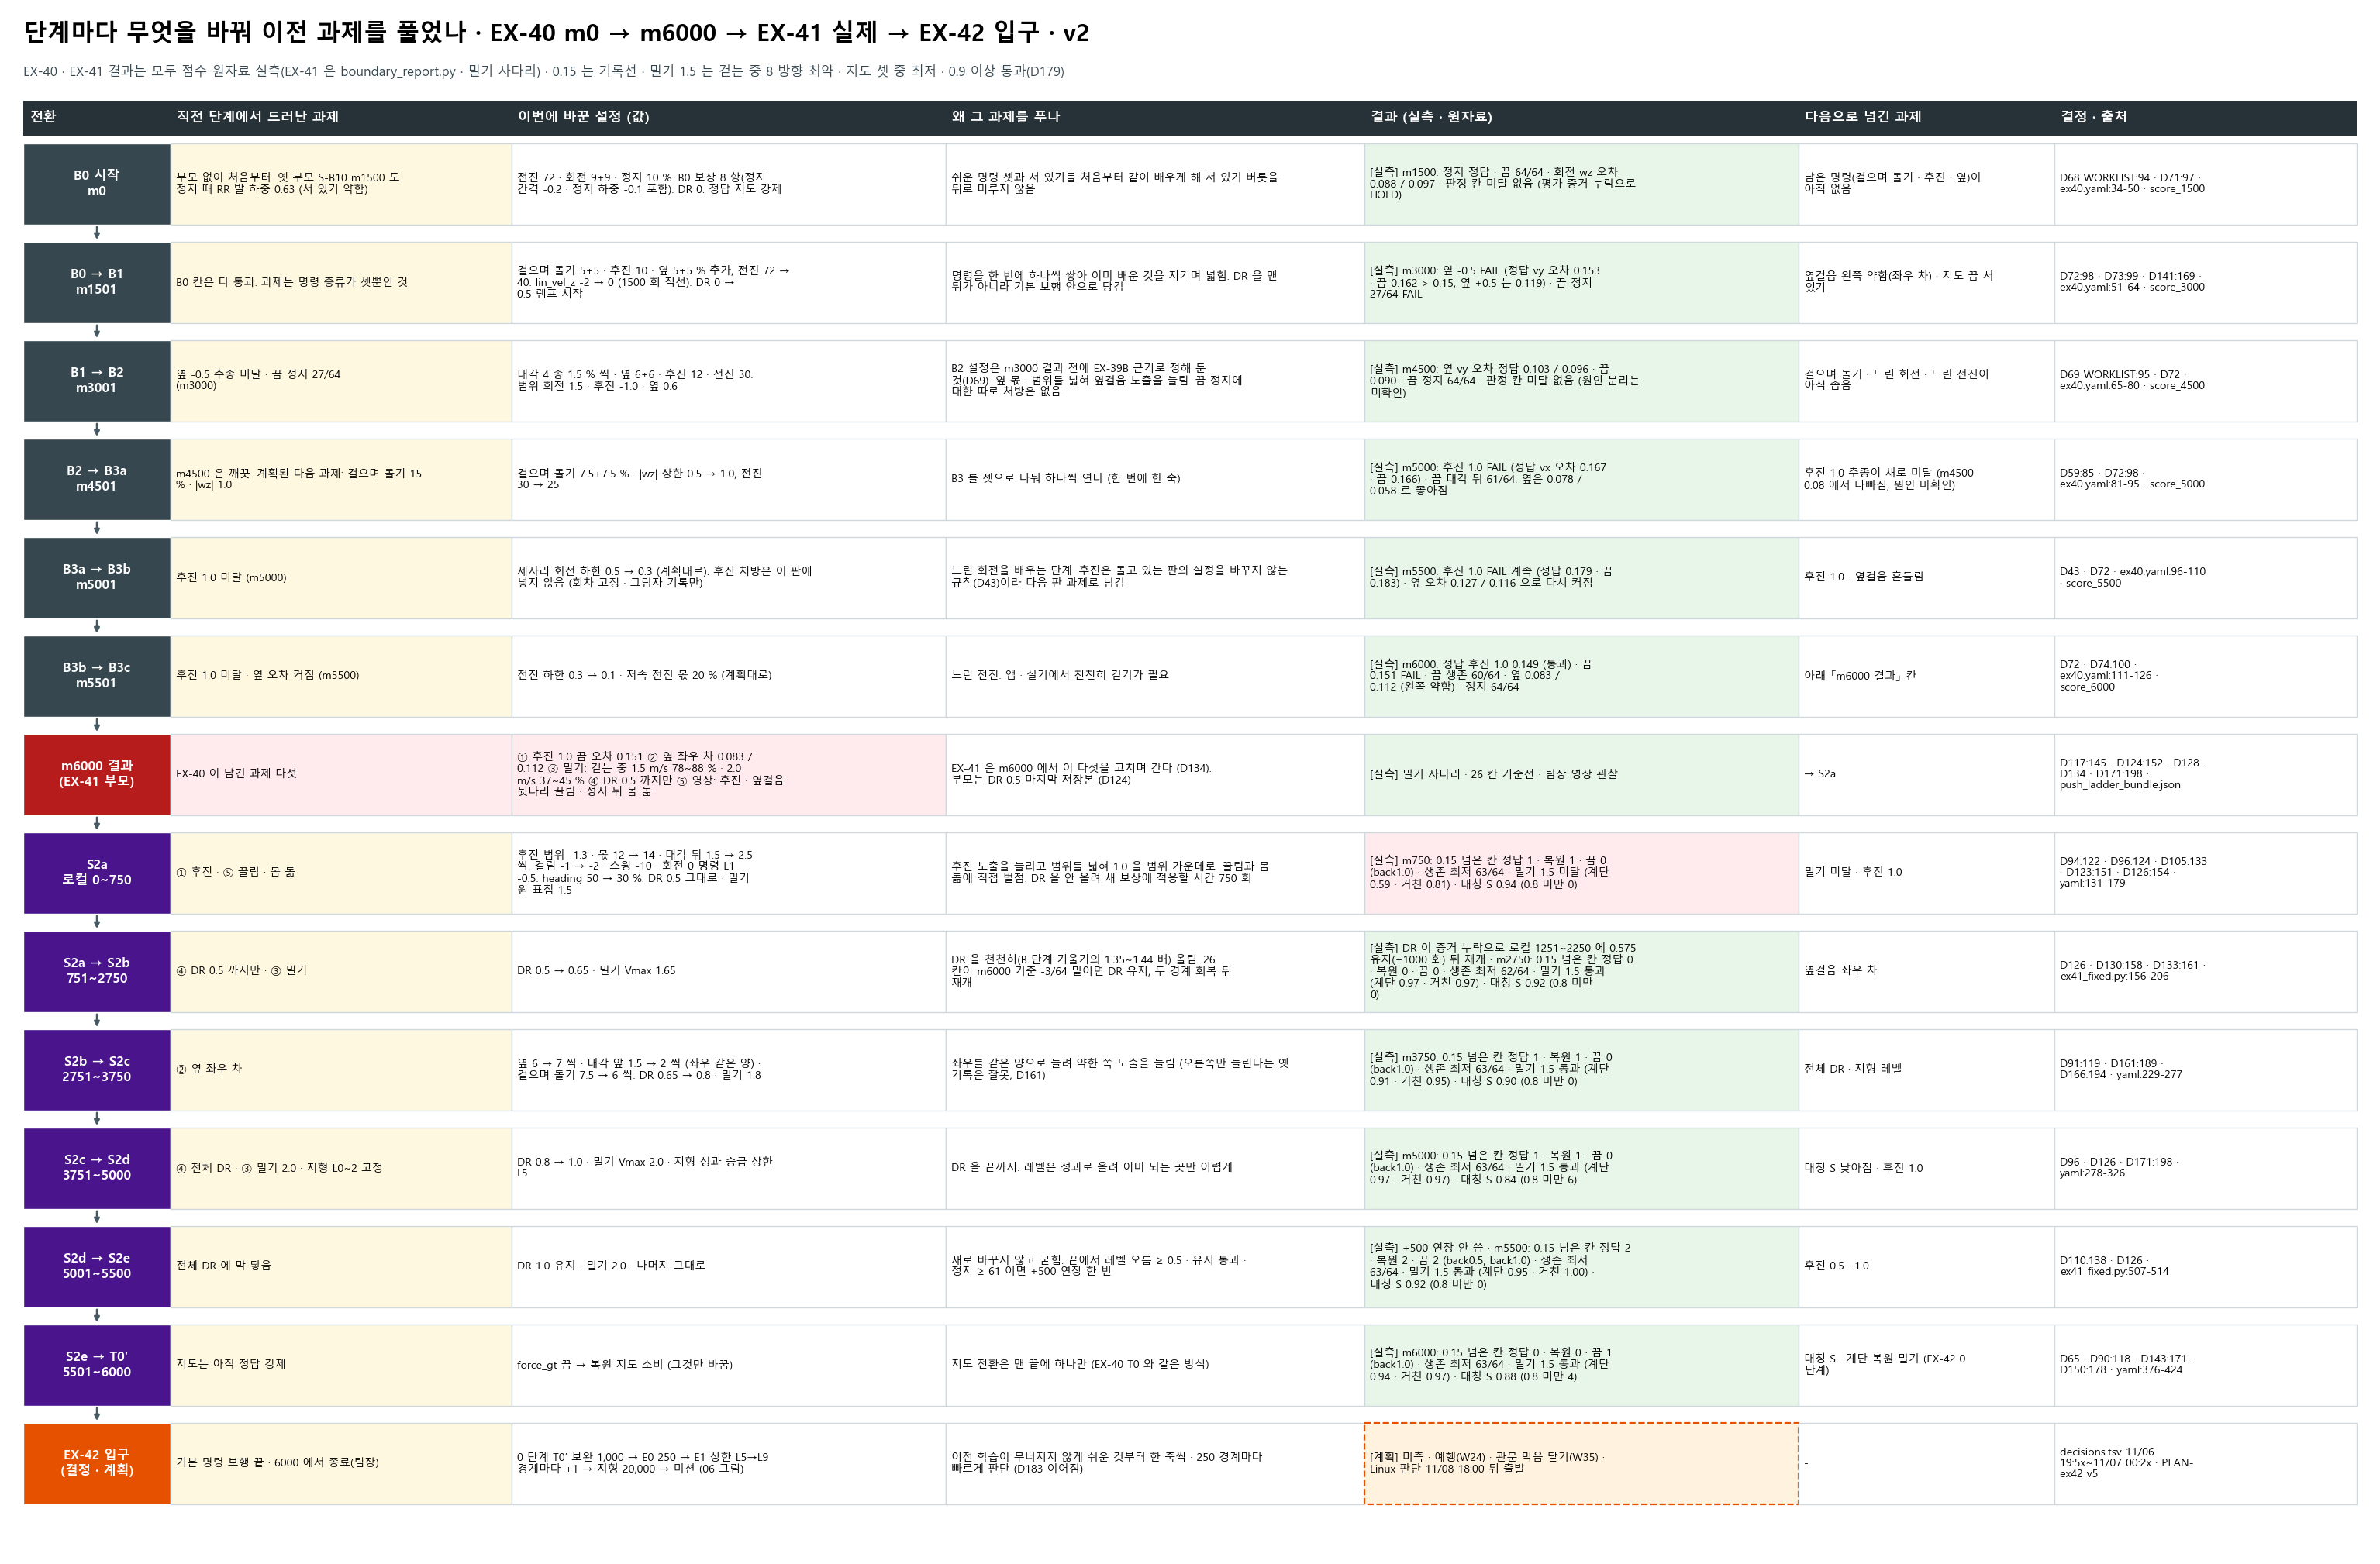 단계마다 무엇을 바꿔 이전 과제를 풀었나 · EX-40 m0 → m6000 → EX-41 실제 → EX-42 입구 · v2
EX-40 · EX-41 결과는 모두 점수 원자료 실측(EX-41 은 boundary_report.py · 밀기 사다리) · 0.15 는 기록선 · 밀기 1.5 는 걷는 중 8 방향 최악 · 지도 셋 중 최저 · 0.9 이상 통과(D179)
전환
직전 단계에서 드러난 과제
이번에 바꾼 설정 (값)
왜 그 과제를 푸나
결과 (실측 · 원자료)
다음으로 넘긴 과제
결정 · 출처
B0 시작
m0
부모 없이 처음부터. 옛 부모 S-B10 m1500 도
정지 때 RR 발 하중 0.63 (서 있기 약함)
전진 72 · 회전 9+9 · 정지 10 %. B0 보상 8 항(정지
간격 -0.2 · 정지 하중 -0.1 포함). DR 0. 정답 지도 강제
쉬운 명령 셋과 서 있기를 처음부터 같이 배우게 해 서 있기 버릇을
뒤로 미루지 않음
[실측] m1500: 정지 정답 · 끔 64/64 · 회전 wz 오차
0.088 / 0.097 · 판정 칸 미달 없음 (평가 증거 누락으로
HOLD)
남은 명령(걸으며 돌기 · 후진 · 옆)이
아직 없음
D68 WORKLIST:94 · D71:97 ·
ex40.yaml:34-50 · score_1500
B0 → B1
m1501
B0 칸은 다 통과. 과제는 명령 종류가 셋뿐인 것
걸으며 돌기 5+5 · 후진 10 · 옆 5+5 % 추가, 전진 72 →
40. lin_vel_z -2 → 0 (1500 회 직선). DR 0 →
0.5 램프 시작
명령을 한 번에 하나씩 쌓아 이미 배운 것을 지키며 넓힘. DR 을 맨
뒤가 아니라 기본 보행 안으로 당김
[실측] m3000: 옆 -0.5 FAIL (정답 vy 오차 0.153
· 끔 0.162 > 0.15, 옆 +0.5 는 0.119) · 끔 정지
27/64 FAIL
옆걸음 왼쪽 약함(좌우 차) · 지도 끔 서
있기
D72:98 · D73:99 · D141:169 ·
ex40.yaml:51-64 · score_3000
B1 → B2
m3001
옆 -0.5 추종 미달 · 끔 정지 27/64
(m3000)
대각 4 종 1.5 % 씩 · 옆 6+6 · 후진 12 · 전진 30.
범위 회전 1.5 · 후진 -1.0 · 옆 0.6
B2 설정은 m3000 결과 전에 EX-39B 근거로 정해 둔
것(D69). 옆 몫 · 범위를 넓혀 옆걸음 노출을 늘림. 끔 정지에
대한 따로 처방은 없음
[실측] m4500: 옆 vy 오차 정답 0.103 / 0.096 · 끔
0.090 · 끔 정지 64/64 · 판정 칸 미달 없음 (원인 분리는
미확인)
걸으며 돌기 · 느린 회전 · 느린 전진이
아직 좁음
D69 WORKLIST:95 · D72 ·
ex40.yaml:65-80 · score_4500
B2 → B3a
m4501
m4500 은 깨끗. 계획된 다음 과제: 걸으며 돌기 15
% · |wz| 1.0
걸으며 돌기 7.5+7.5 % · |wz| 상한 0.5 → 1.0, 전진
30 → 25
B3 를 셋으로 나눠 하나씩 연다 (한 번에 한 축)
[실측] m5000: 후진 1.0 FAIL (정답 vx 오차 0.167
· 끔 0.166) · 끔 대각 뒤 61/64. 옆은 0.078 /
0.058 로 좋아짐
후진 1.0 추종이 새로 미달 (m4500
0.08 에서 나빠짐, 원인 미확인)
D59:85 · D72:98 ·
ex40.yaml:81-95 · score_5000
B3a → B3b
m5001
후진 1.0 미달 (m5000)
제자리 회전 하한 0.5 → 0.3 (계획대로). 후진 처방은 이 판에
넣지 않음 (회차 고정 · 그림자 기록만)
느린 회전을 배우는 단계. 후진은 돌고 있는 판의 설정을 바꾸지 않는
규칙(D43)이라 다음 판 과제로 넘김
[실측] m5500: 후진 1.0 FAIL 계속 (정답 0.179 · 끔
0.183) · 옆 오차 0.127 / 0.116 으로 다시 커짐
후진 1.0 · 옆걸음 흔들림
D43 · D72 · ex40.yaml:96-110
· score_5500
B3b → B3c
m5501
후진 1.0 미달 · 옆 오차 커짐 (m5500)
전진 하한 0.3 → 0.1 · 저속 전진 몫 20 % (계획대로)
느린 전진. 앱 · 실기에서 천천히 걷기가 필요
[실측] m6000: 정답 후진 1.0 0.149 (통과) · 끔
0.151 FAIL · 끔 생존 60/64 · 옆 0.083 /
0.112 (왼쪽 약함) · 정지 64/64
아래 「m6000 결과」 칸
D72 · D74:100 ·
ex40.yaml:111-126 ·
score_6000
m6000 결과
(EX-41 부모)
EX-40 이 남긴 과제 다섯
① 후진 1.0 끔 오차 0.151 ② 옆 좌우 차 0.083 /
0.112 ③ 밀기: 걷는 중 1.5 m/s 78~88 % · 2.0
m/s 37~45 % ④ DR 0.5 까지만 ⑤ 영상: 후진 · 옆걸음
뒷다리 끌림 · 정지 뒤 몸 돎
EX-41 은 m6000 에서 이 다섯을 고치며 간다 (D134).
부모는 DR 0.5 마지막 저장본 (D124)
[실측] 밀기 사다리 · 26 칸 기준선 · 팀장 영상 관찰
→ S2a
D117:145 · D124:152 · D128 ·
D134 · D171:198 ·
push_ladder_bundle.json
S2a
로컬 0~750
① 후진 · ⑤ 끌림 · 몸 돎
후진 범위 -1.3 · 몫 12 → 14 · 대각 뒤 1.5 → 2.5
씩. 걸림 -1 → -2 · 스윙 -10 · 회전 0 명령 L1
-0.5. heading 50 → 30 %. DR 0.5 그대로 · 밀기
원 표집 1.5
후진 노출을 늘리고 범위를 넓혀 1.0 을 범위 가운데로. 끌림과 몸
돎에 직접 벌점. DR 을 안 올려 새 보상에 적응할 시간 750 회
[실측] m750: 0.15 넘은 칸 정답 1 · 복원 1 · 끔 0
(back1.0) · 생존 최저 63/64 · 밀기 1.5 미달 (계단
0.59 · 거친 0.81) · 대칭 S 0.94 (0.8 미만 0)
밀기 미달 · 후진 1.0
D94:122 · D96:124 · D105:133
· D123:151 · D126:154 ·
yaml:131-179
S2a → S2b
751~2750
④ DR 0.5 까지만 · ③ 밀기
DR 0.5 → 0.65 · 밀기 Vmax 1.65
DR 을 천천히(B 단계 기울기의 1.35~1.44 배) 올림. 26
칸이 m6000 기준 -3/64 밑이면 DR 유지, 두 경계 회복 뒤
재개
[실측] DR 이 증거 누락으로 로컬 1251~2250 에 0.575
유지(+1000 회) 뒤 재개 · m2750: 0.15 넘은 칸 정답 0
· 복원 0 · 끔 0 · 생존 최저 62/64 · 밀기 1.5 통과
(계단 0.97 · 거친 0.97) · 대칭 S 0.92 (0.8 미만
0)
옆걸음 좌우 차
D126 · D130:158 · D133:161 ·
ex41_fixed.py:156-206
S2b → S2c
2751~3750
② 옆 좌우 차
옆 6 → 7 씩 · 대각 앞 1.5 → 2 씩 (좌우 같은 양) ·
걸으며 돌기 7.5 → 6 씩. DR 0.65 → 0.8 · 밀기 1.8
좌우를 같은 양으로 늘려 약한 쪽 노출을 늘림 (오른쪽만 늘린다는 옛
기록은 잘못, D161)
[실측] m3750: 0.15 넘은 칸 정답 1 · 복원 1 · 끔 0
(back1.0) · 생존 최저 63/64 · 밀기 1.5 통과 (계단
0.91 · 거친 0.95) · 대칭 S 0.90 (0.8 미만 0)
전체 DR · 지형 레벨
D91:119 · D161:189 ·
D166:194 · yaml:229-277
S2c → S2d
3751~5000
④ 전체 DR · ③ 밀기 2.0 · 지형 L0~2 고정
DR 0.8 → 1.0 · 밀기 Vmax 2.0 · 지형 성과 승급 상한
L5
DR 을 끝까지. 레벨은 성과로 올려 이미 되는 곳만 어렵게
[실측] m5000: 0.15 넘은 칸 정답 1 · 복원 1 · 끔 0
(back1.0) · 생존 최저 63/64 · 밀기 1.5 통과 (계단
0.97 · 거친 0.97) · 대칭 S 0.84 (0.8 미만 6)
대칭 S 낮아짐 · 후진 1.0
D96 · D126 · D171:198 ·
yaml:278-326
S2d → S2e
5001~5500
전체 DR 에 막 닿음
DR 1.0 유지 · 밀기 2.0 · 나머지 그대로
새로 바꾸지 않고 굳힘. 끝에서 레벨 오름 ≥ 0.5 · 유지 통과 ·
정지 ≥ 61 이면 +500 연장 한 번
[실측] +500 연장 안 씀 · m5500: 0.15 넘은 칸 정답 2
· 복원 2 · 끔 2 (back0.5, back1.0) · 생존 최저
63/64 · 밀기 1.5 통과 (계단 0.95 · 거친 1.00) ·
대칭 S 0.92 (0.8 미만 0)
후진 0.5 · 1.0
D110:138 · D126 ·
ex41_fixed.py:507-514
S2e → T0′
5501~6000
지도는 아직 정답 강제
force_gt 끔 → 복원 지도 소비 (그것만 바꿈)
지도 전환은 맨 끝에 하나만 (EX-40 T0 와 같은 방식)
[실측] m6000: 0.15 넘은 칸 정답 0 · 복원 0 · 끔 1
(back1.0) · 생존 최저 63/64 · 밀기 1.5 통과 (계단
0.94 · 거친 0.97) · 대칭 S 0.88 (0.8 미만 4)
대칭 S · 계단 복원 밀기 (EX-42 0
단계)
D65 · D90:118 · D143:171 ·
D150:178 · yaml:376-424
EX-42 입구
(결정 · 계획)
기본 명령 보행 끝 · 6000 에서 종료(팀장)
0 단계 T0′ 보완 1,000 → E0 250 → E1 상한 L5→L9
경계마다 +1 → 지형 20,000 → 미션 (06 그림)
이전 학습이 무너지지 않게 쉬운 것부터 한 축씩 · 250 경계마다
빠르게 판단 (D183 이어짐)
[계획] 미측 · 예행(W24) · 관문 막음 닫기(W35) ·
Linux 판단 11/08 18:00 뒤 출발
-
decisions.tsv 11/06
19:5x~11/07 00:2x · PLAN-
ex42 v5